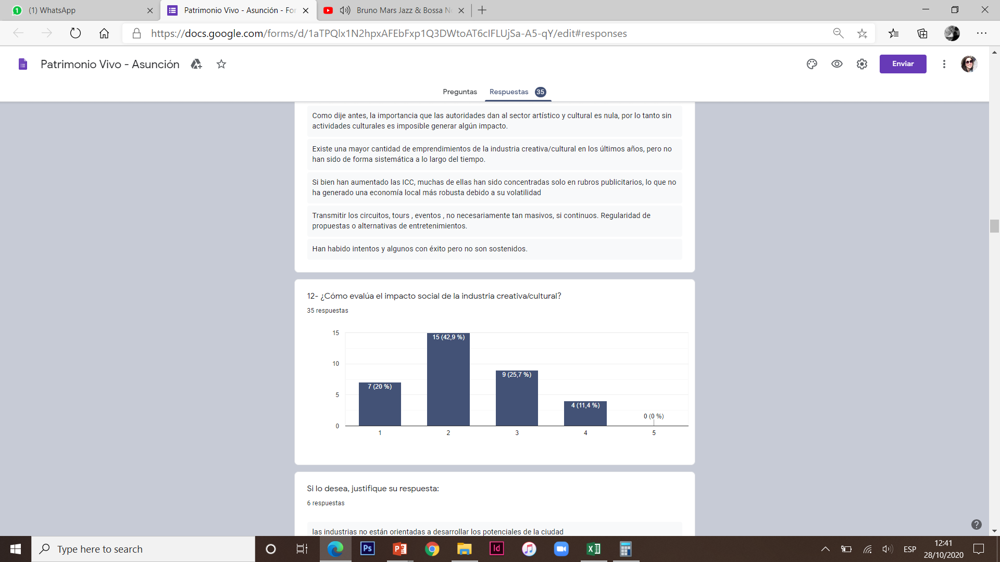 (1) WhatsApp
Patrimonio Vivo - Asunción - For
Bruno Mars Jazz & Bossa N
https://docs.google.com/forms/d/1aTPQlx1N2hpxAFEbFxp1Q3DWtoAT6cIFLUjSa-A5-qY/edit#responses
Patrimonio Vivo - Asunción
Enviar
Preguntas
Respuestas 35
Como dije antes, la importancia que las autoridades dan al sector artístico y cultural es nula, por lo tanto sin
actividades culturales es imposible generar algún impacto.
Existe una mayor cantidad de emprendimientos de la industria creativa/cultural en los últimos años, pero no
han sido de forma sistemática a lo largo del tiempo.
Si bien han aumentado las ICC, muchas de ellas han sido concentradas solo en rubros publicitarios, lo que no
ha generado una economía local más robusta debido a su volatilidad
Transmitir los circuitos, tours , eventos , no necesariamente tan masivos, si continuos. Regularidad de
propuestas o alternativas de entretenimientos.
Han habido intentos y algunos con éxito pero no son sostenidos.
12- ¿Cómo evalúa el impacto social de la industria creativa/cultural?
35 respuestas
15
10
5
0
7 (20 %)
15 (42,9 %)
9 (25,7 %)
4 (11,4 %)
0 (0 %)
1
2
3
4
5
Si lo desea, justifique su respuesta:
6 respuestas
las industrias no están orientadas a desarrollar los potenciales de la ciudad
Type here to search
Ps
Id
ESP
12:41
28/10/2020